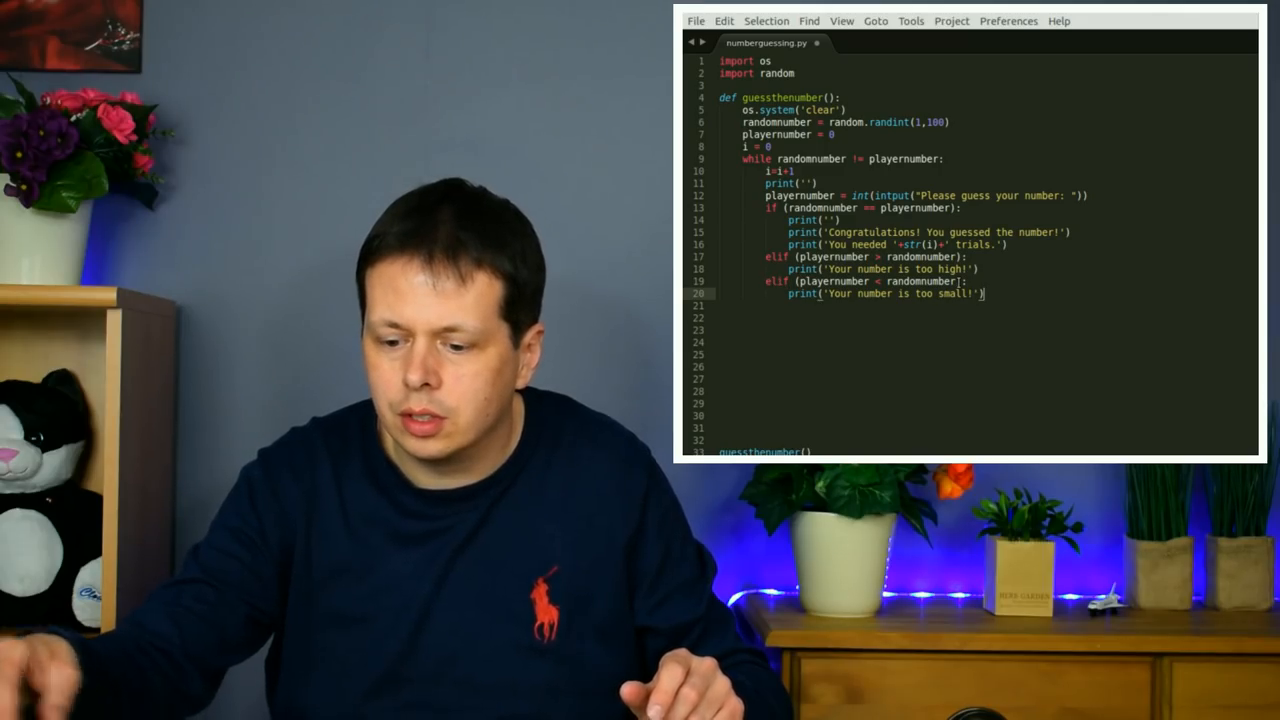 File Edit Selection Find View Goto Tools Project Preferences Help
numberguessing.py
1 import os
2 import random
3
4 def guessthenumber():
5 os.system('clear')
6 randomnumber = random.randint(1,100)
7 playernumber = 0
8 i = 0
9 while randomnumber != playernumber:
10 i=i+1
11 print('')
12 playernumber = int(intput("Please guess your number: "))
13 if (randomnumber == playernumber):
14 print('')
15 print('Congratulations! You guessed the number!')
16 print('You needed '+str(i)+' trials.')
17 elif (playernumber > randomnumber):
18 print('Your number is too high!')
19 elif (playernumber < randomnumber):
20 print('Your number is too small!')
21
22
23
24
25
26
27
28
29
30
31
32
33 guessthenumber()
HERB GARDEN